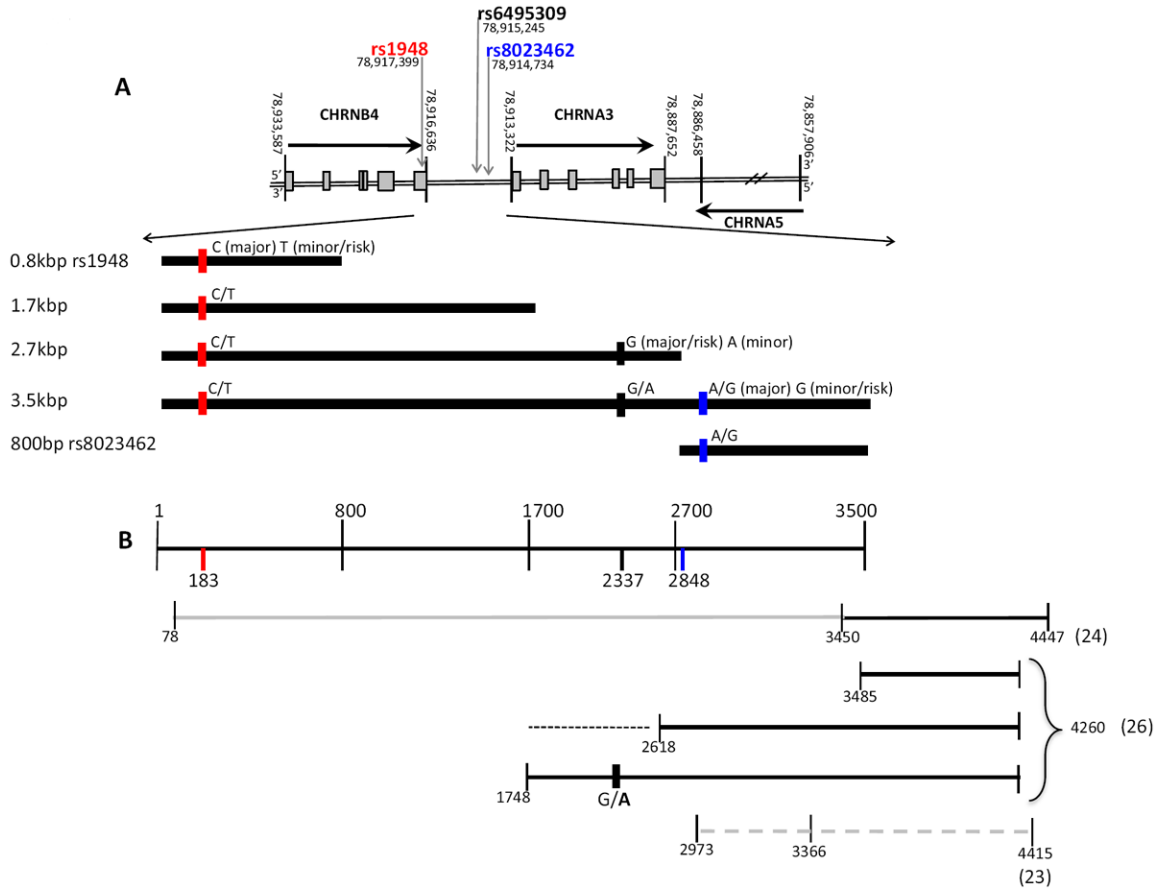 rs6495309
78,915,245
rs1948
78,917,399
rs8023462
78,914,734
A
78,933,587
CHRNB4
78,916,636
78,913,322
CHRNA3
78,887,652
78,886,458
78,857,906
5’
3’
3’
5’
CHRNA5
0.8kbp rs1948
C (major) T (minor/risk)
1.7kbp
C/T
2.7kbp
C/T
G (major/risk) A (minor)
3.5kbp
C/T
G/A
A/G (major) G (minor/risk)
800bp rs8023462
A/G
B
1 800 1700 2700 3500
183 2337 2848
78 3450 4447 (24)
3485
2618
4260 (26)
1748
G/A
2973 3366 4415
(23)